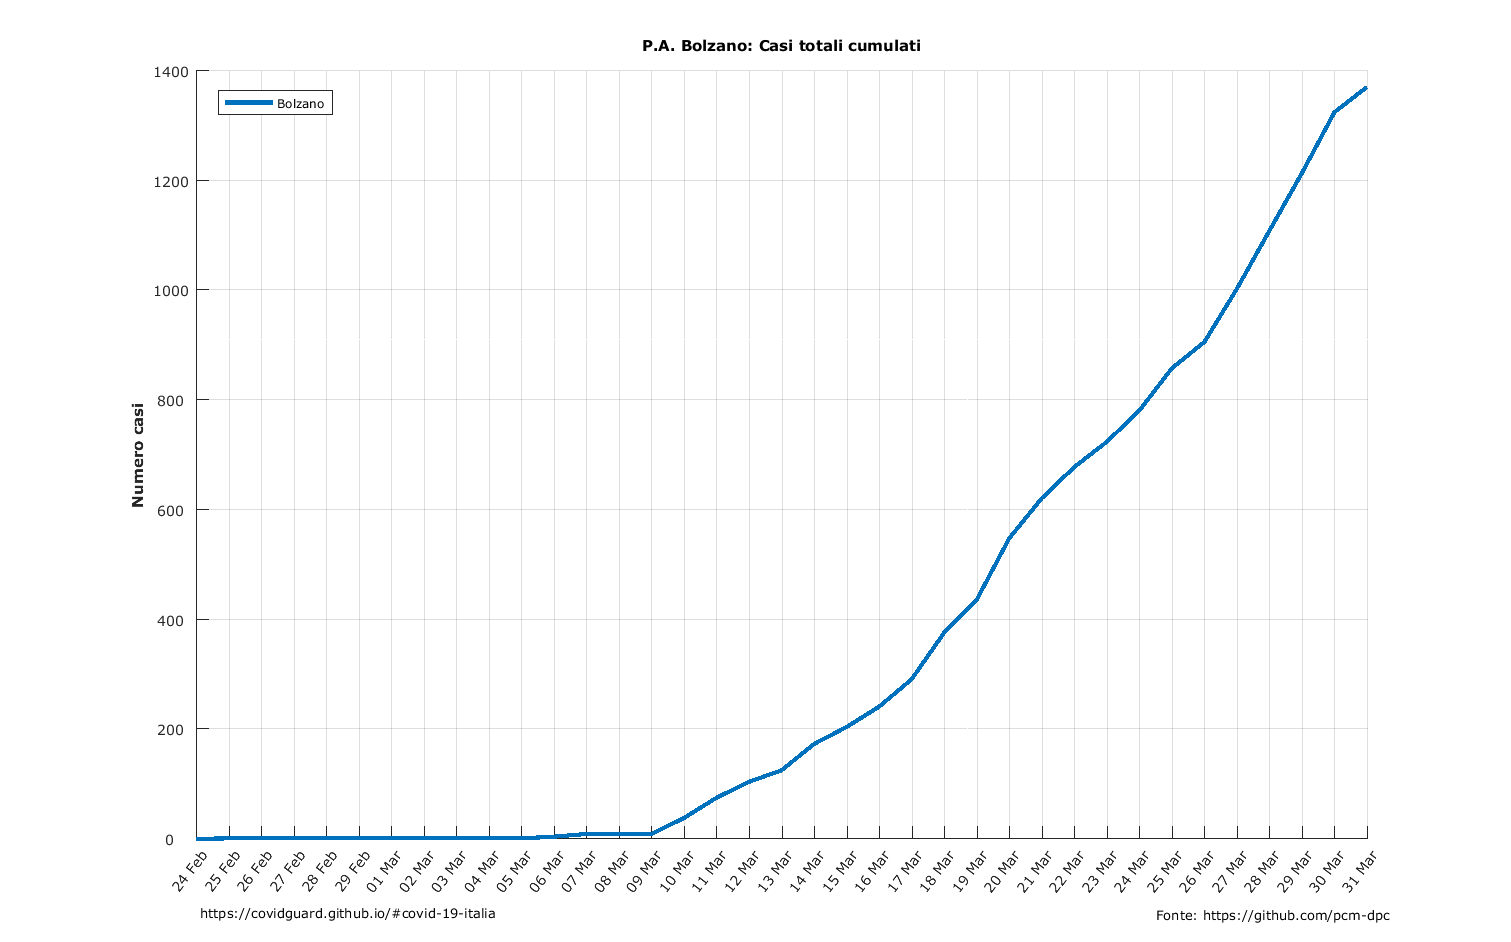 P.A. Bolzano: Casi totali cumulati
Bolzano
Numero casi
1400
1200
1000
800
600
400
200
0
24 Feb
25 Feb
26 Feb
27 Feb
28 Feb
29 Feb
01 Mar
02 Mar
03 Mar
04 Mar
05 Mar
06 Mar
07 Mar
08 Mar
09 Mar
10 Mar
11 Mar
12 Mar
13 Mar
14 Mar
15 Mar
16 Mar
17 Mar
18 Mar
19 Mar
20 Mar
21 Mar
22 Mar
23 Mar
24 Mar
25 Mar
26 Mar
27 Mar
28 Mar
29 Mar
30 Mar
31 Mar
https://covidguard.github.io/#covid-19-italia
Fonte: https://github.com/pcm-dpc